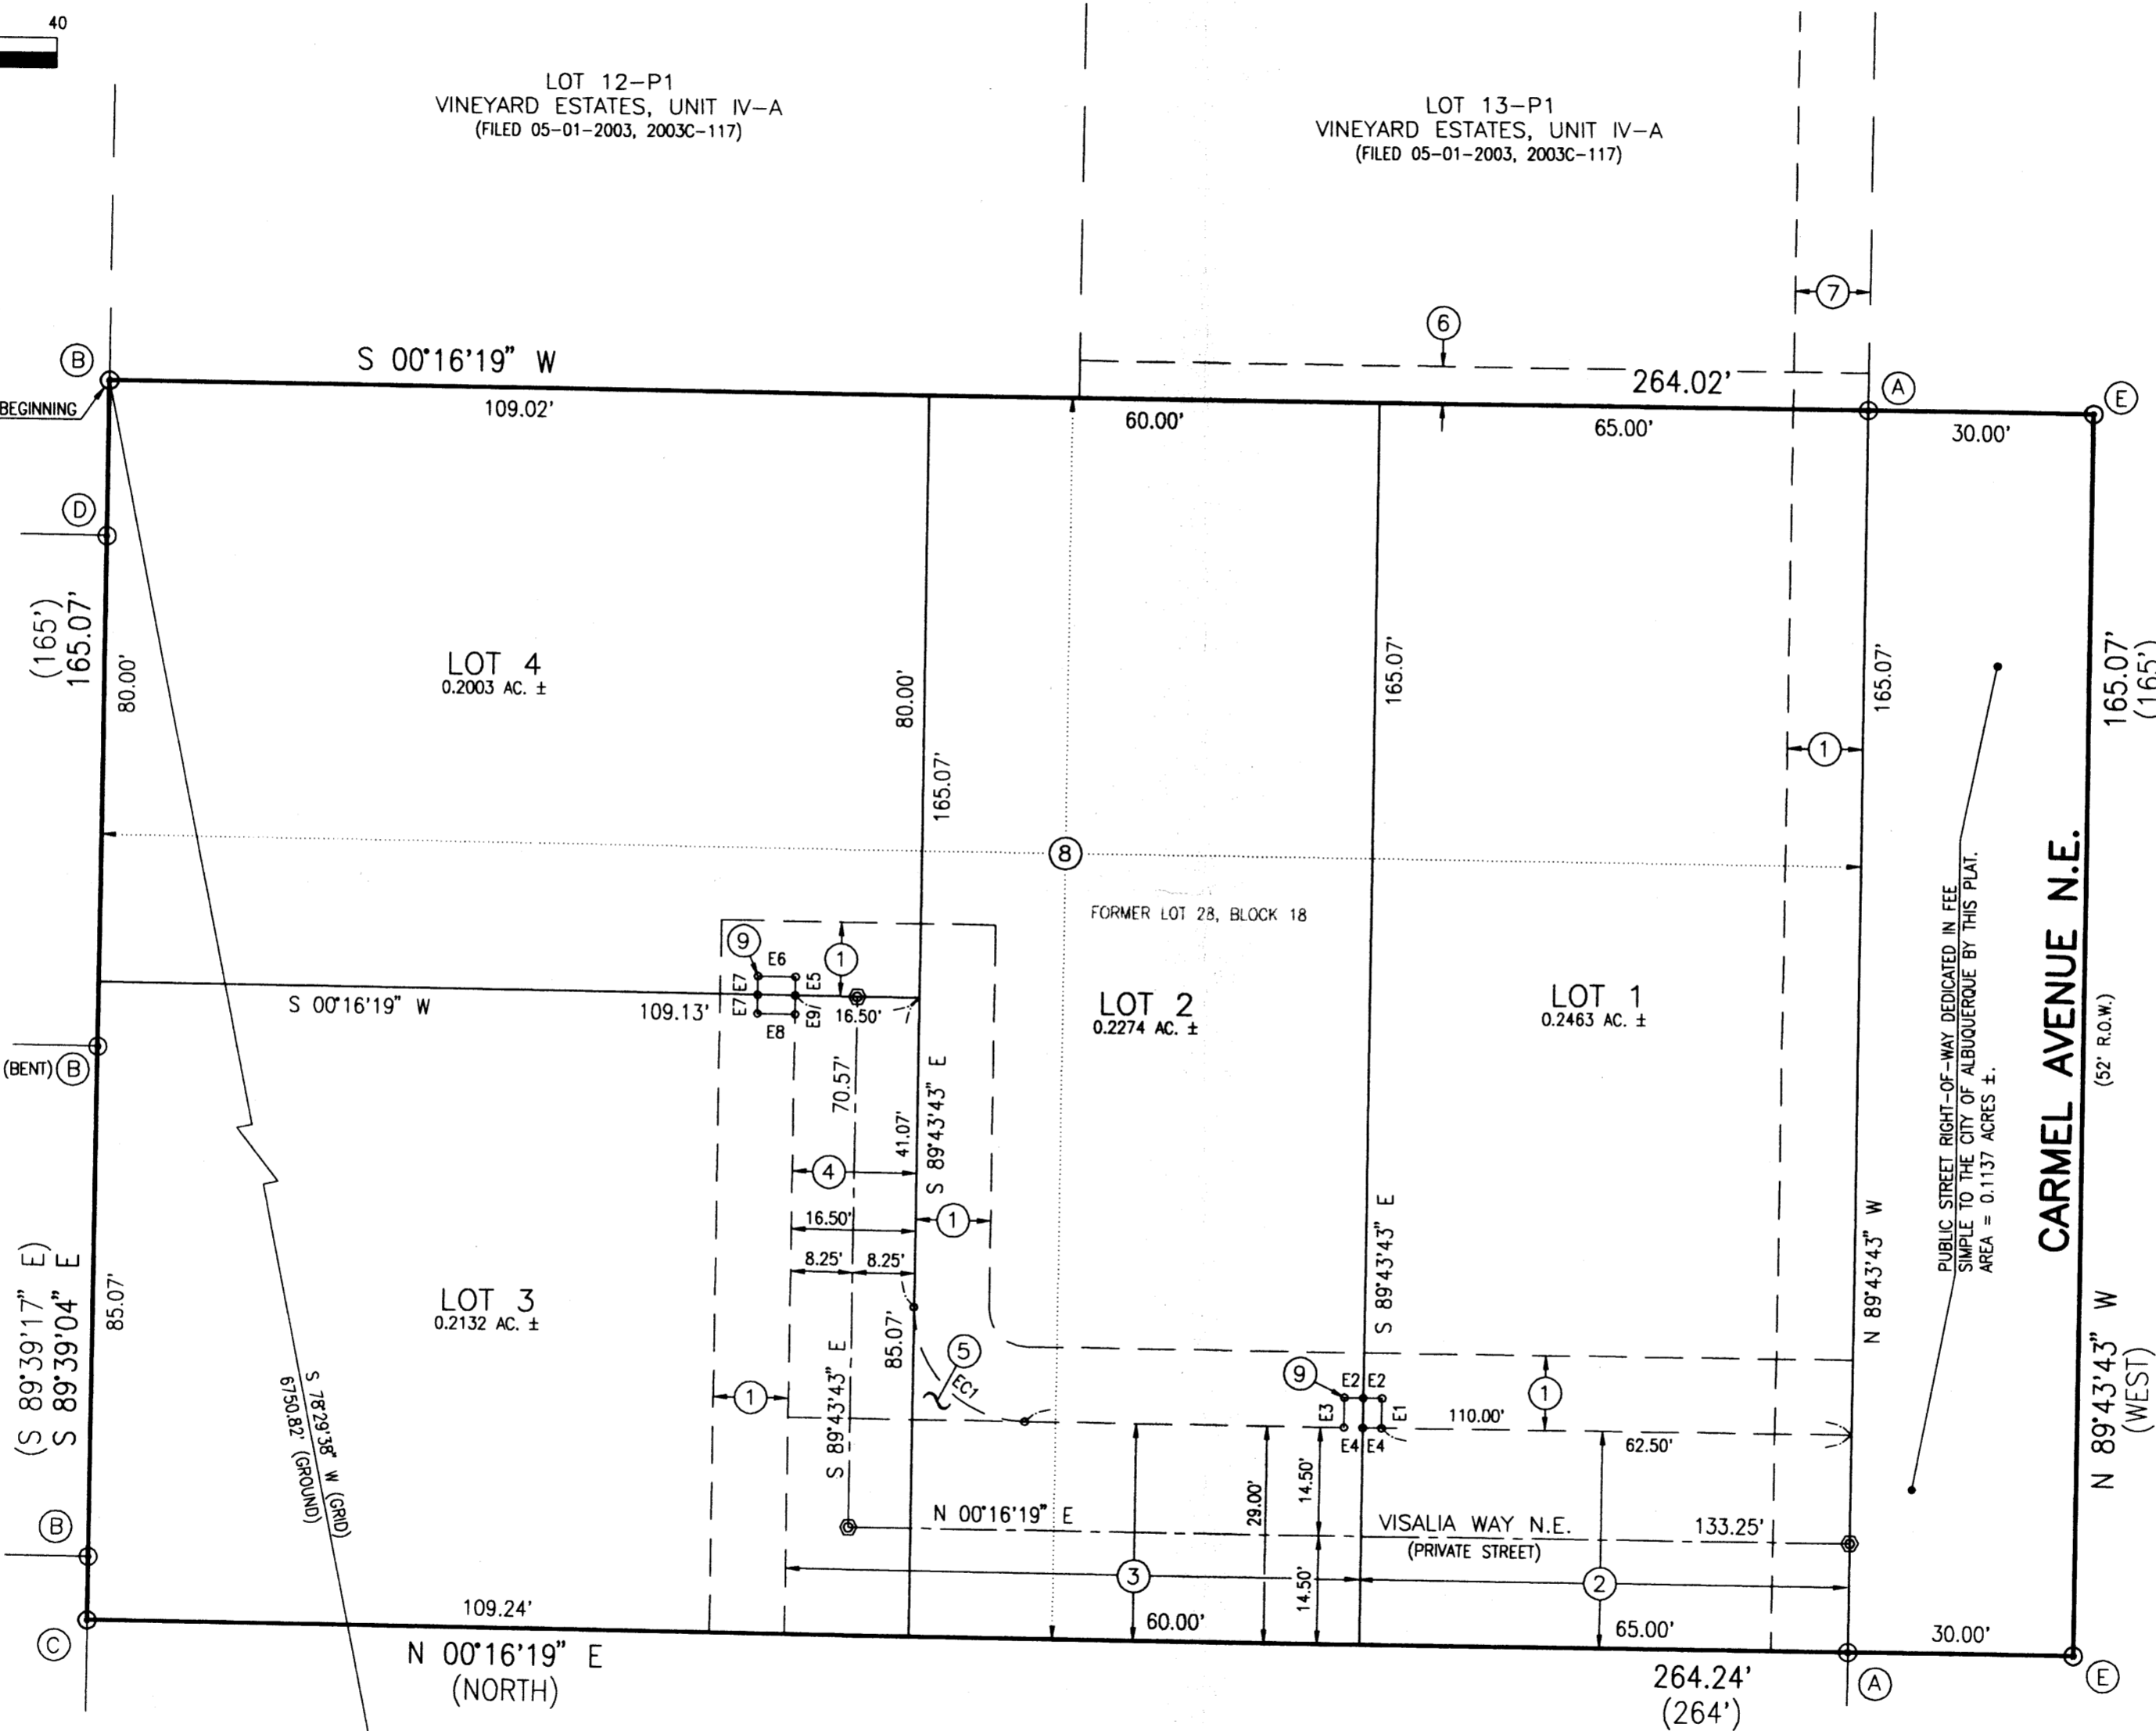 40
LOT 12-P1
VINEYARD ESTATES, UNIT IV-A
(FILED 05-01-2003, 2003C-117)
LOT 13-P1
VINEYARD ESTATES, UNIT IV-A
(FILED 05-01-2003, 2003C-117)
7
6
B
S 00°16'19" W
264.02'
A
E
BEGINNING
109.02'
60.00'
65.00'
30.00'
D
(165')
165.07'
80.00'
LOT 4
0.2003 AC. ±
80.00'
165.07'
165.07'
165.07'
165.07'
(165')
1
8
FORMER LOT 28, BLOCK 18
PUBLIC STREET RIGHT-OF-WAY DEDICATED IN FEE
SIMPLE TO THE CITY OF ALBUQUERQUE BY THIS PLAT.
AREA = 0.1137 ACRES ±.
CARMEL AVENUE N.E.
(52' R.O.W.)
9
E6
1
E7
E5
E7
E9
E8
16.50'
S 00°16'19" W
109.13'
LOT 2
0.2274 AC. ±
LOT 1
0.2463 AC. ±
(BENT) B
70.57'
41.07'
S 89°43'43" E
4
16.50'
1
8.25'
8.25'
S 89°43'43" E
N 89°43'43" W
N 89°43'43" W
(WEST)
(S 89°39'17" E)
S 89°39'04" E
85.07'
LOT 3
0.2132 AC. ±
S 89°43'43" E
85.07'
5
EC1
9
E2
E2
E3
E1
E4
E4
1
1
110.00'
62.50'
S 78°29'38" W (GRID)
6750.82' (GROUND)
29.00'
14.50'
14.50'
N 00°16'19" E
VISALIA WAY N.E.
(PRIVATE STREET)
133.25'
B
3
2
109.24'
60.00'
65.00'
30.00'
C
N 00°16'19" E
(NORTH)
264.24'
(264')
A
E